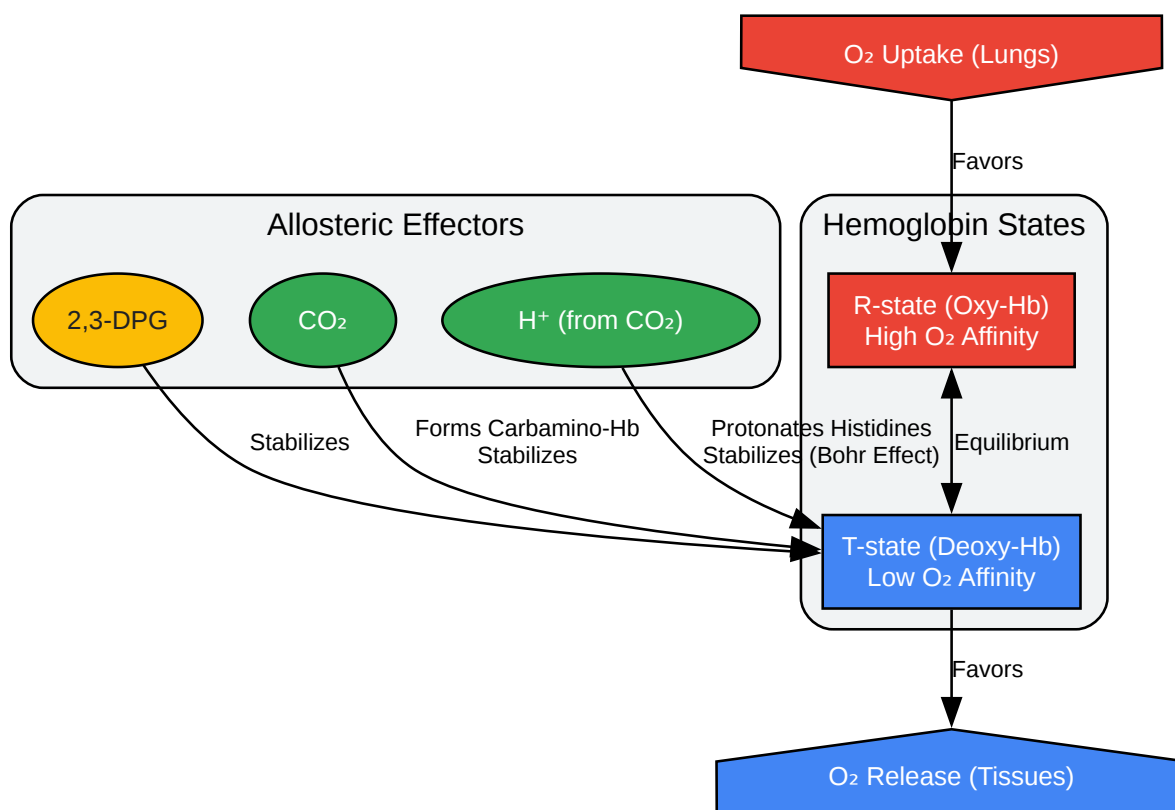 O₂ Uptake (Lungs)
Favors
Allosteric Effectors
Hemoglobin States
2,3-DPG
CO₂
H⁺ (from CO₂)
R-state (Oxy-Hb)
High O₂ Affinity
Stabilizes
Forms Carbamino-Hb
Stabilizes
Protonates Histidines
Stabilizes (Bohr Effect)
Equilibrium
T-state (Deoxy-Hb)
Low O₂ Affinity
Favors
O₂ Release (Tissues)